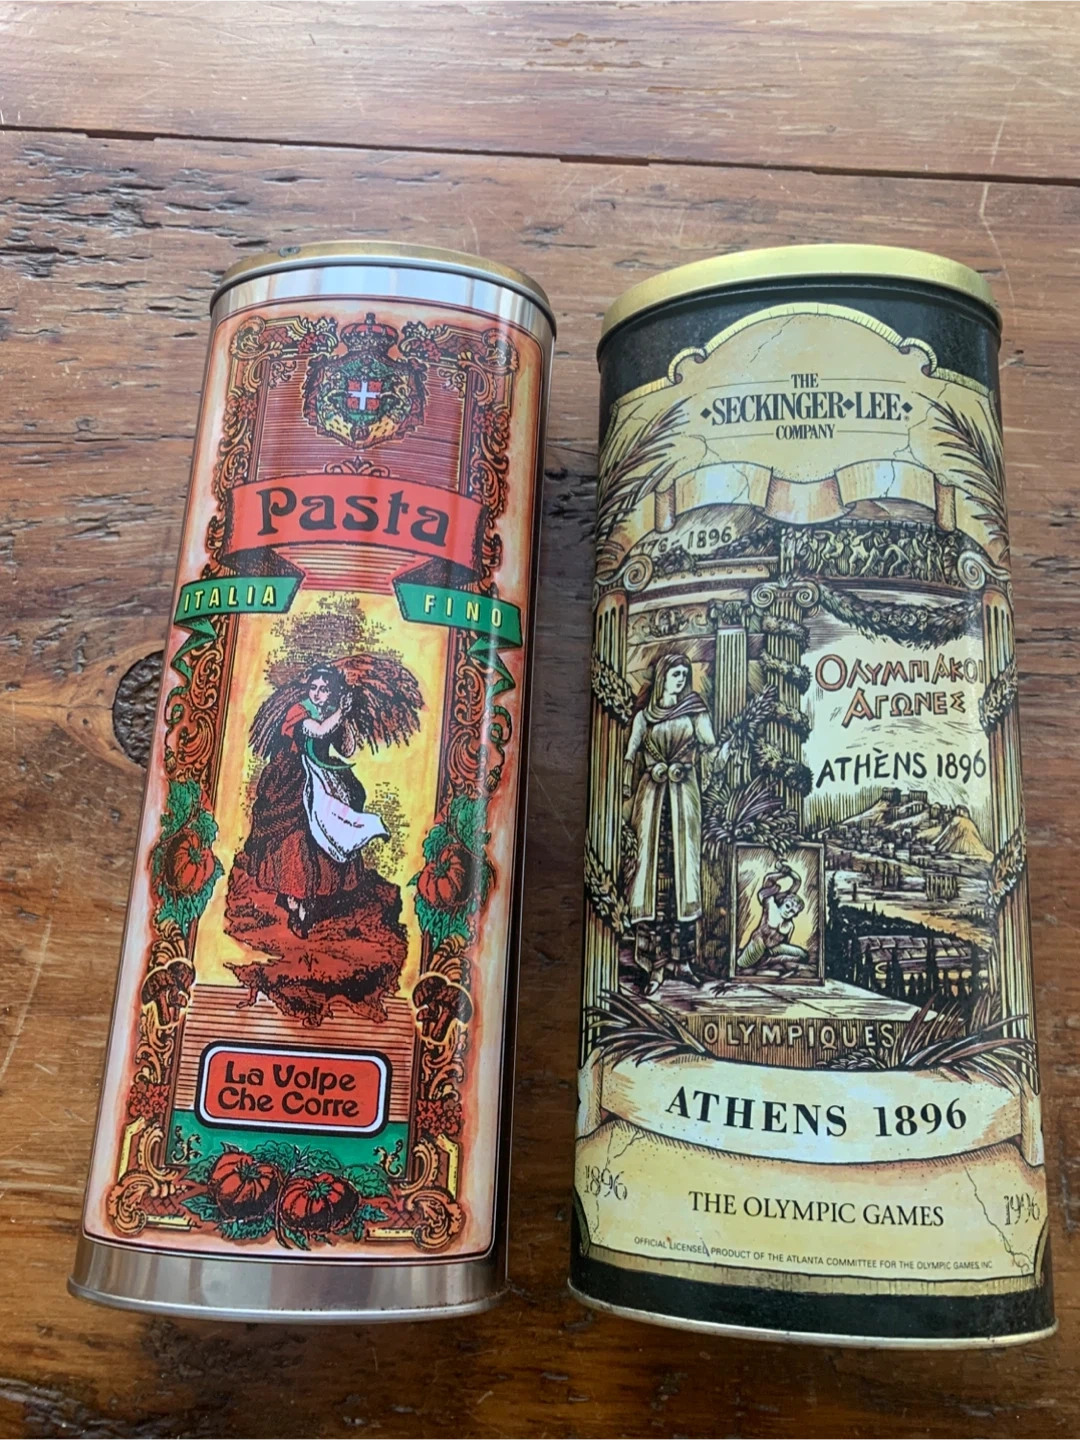 Pasta
ITALIA FINO
La Volpe
Che Corre
THE
SECKINGER•LEE
COMPANY
776-1896
ΟΛΥΜΠΙΑΚΟΙ
ΑΓΩΝΕΣ
ATHÈNS 1896
OLYMPIQUES
ATHENS 1896
1896 1996
THE OLYMPIC GAMES
OFFICIAL LICENSED PRODUCT OF THE ATLANTA COMMITTEE FOR THE OLYMPIC GAMES, INC